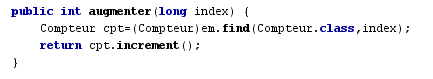 public int augmenter(long index) {
    Compteur cpt=(Compteur)em.find(Compteur.class,index);
    return cpt.increment();
}